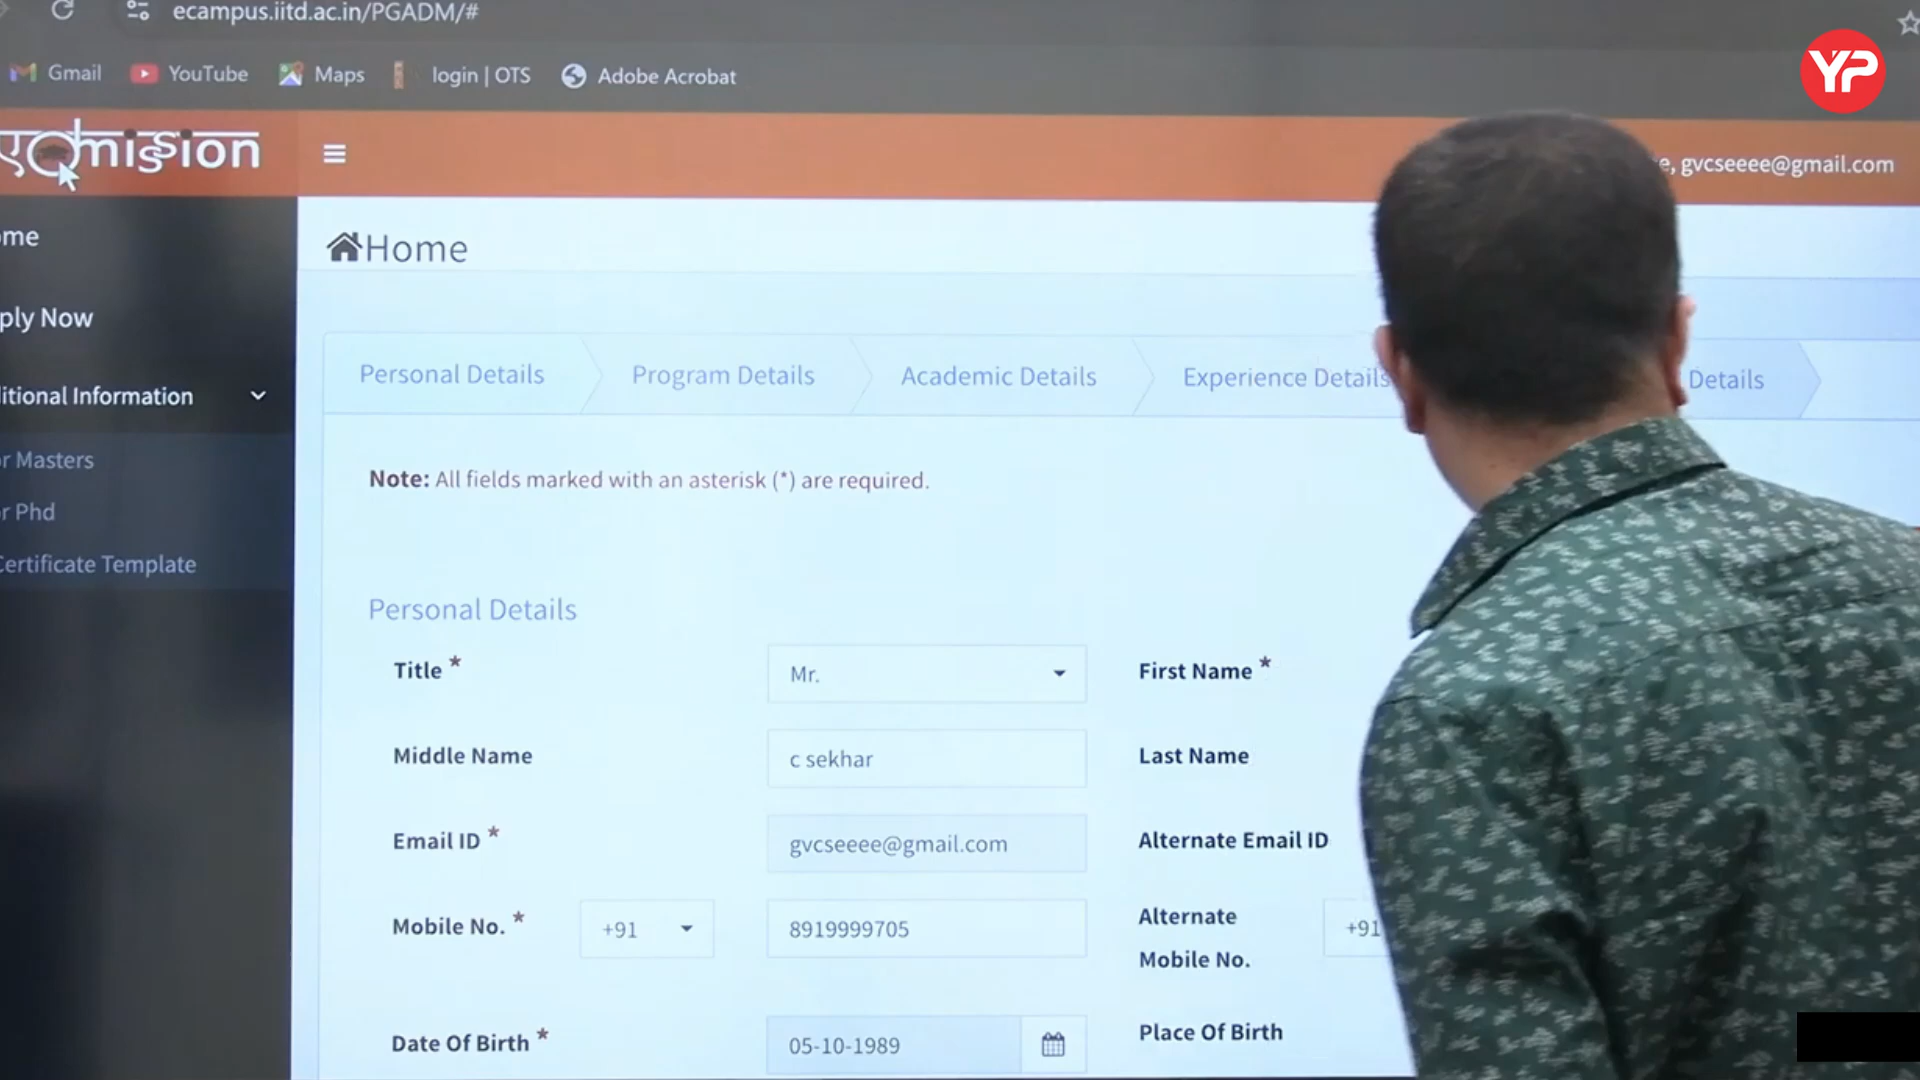 ecampus.iitd.ac.in/PGADM/#
Gmail
YouTube
Maps
login | OTS
Adobe Acrobat
YP
एdmission
e, gvcseeee@gmail.com
me
Home
ply Now
Personal Details
Program Details
Academic Details
Experience Details
Details
itional Information
Note: All fields marked with an asterisk (*) are required.
r Masters
r Phd
Certificate Template
Personal Details
Title *
Mr.
First Name *
Middle Name
c sekhar
Last Name
Email ID *
gvcseeee@gmail.com
Alternate Email ID
Mobile No. *
+91
8919999705
Alternate
Mobile No.
+91
Date Of Birth *
05-10-1989
Place Of Birth